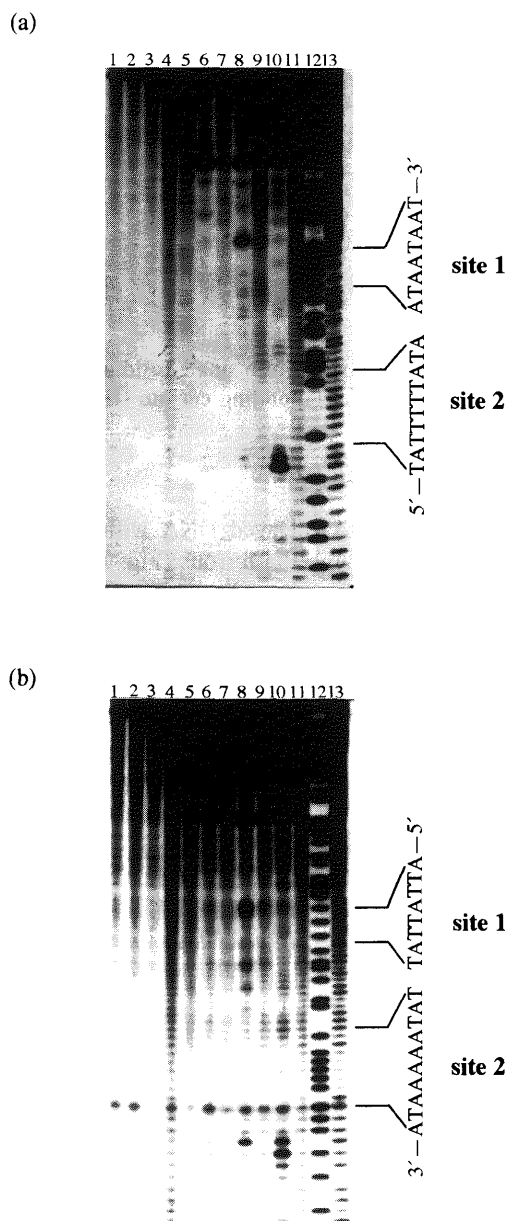 (a)
1 2 3 4 5 6 7 8 9 10 11 12 13
ATAATAAT–3′
site 1
5′–TATTTTTATA
site 2
(b)
1 2 3 4 5 6 7 8 9 10 11 12 13
TATTATTA–5′
site 1
3′–ATAAAAATAT
site 2